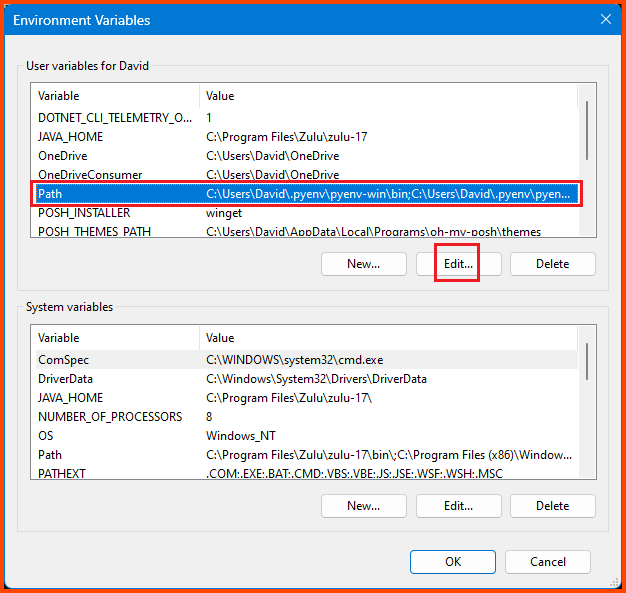 Environment Variables
User variables for David
Variable Value
DOTNET_CLI_TELEMETRY_O... 1
JAVA_HOME C:\Program Files\Zulu\zulu-17
OneDrive C:\Users\David\OneDrive
OneDriveConsumer C:\Users\David\OneDrive
Path C:\Users\David\.pyenv\pyenv-win\bin;C:\Users\David\.pyenv\pyen...
POSH_INSTALLER winget
POSH_THEMES_PATH C:\Users\David\AppData\Local\Programs\oh-my-posh\themes
New... Edit... Delete
System variables
Variable Value
ComSpec C:\WINDOWS\system32\cmd.exe
DriverData C:\Windows\System32\Drivers\DriverData
JAVA_HOME C:\Program Files\Zulu\zulu-17\
NUMBER_OF_PROCESSORS 8
OS Windows_NT
Path C:\Program Files\Zulu\zulu-17\bin\;C:\Program Files (x86)\Window...
PATHEXT .COM;.EXE;.BAT;.CMD;.VBS;.VBE;.JS;.JSE;.WSF;.WSH;.MSC
New... Edit... Delete
OK Cancel